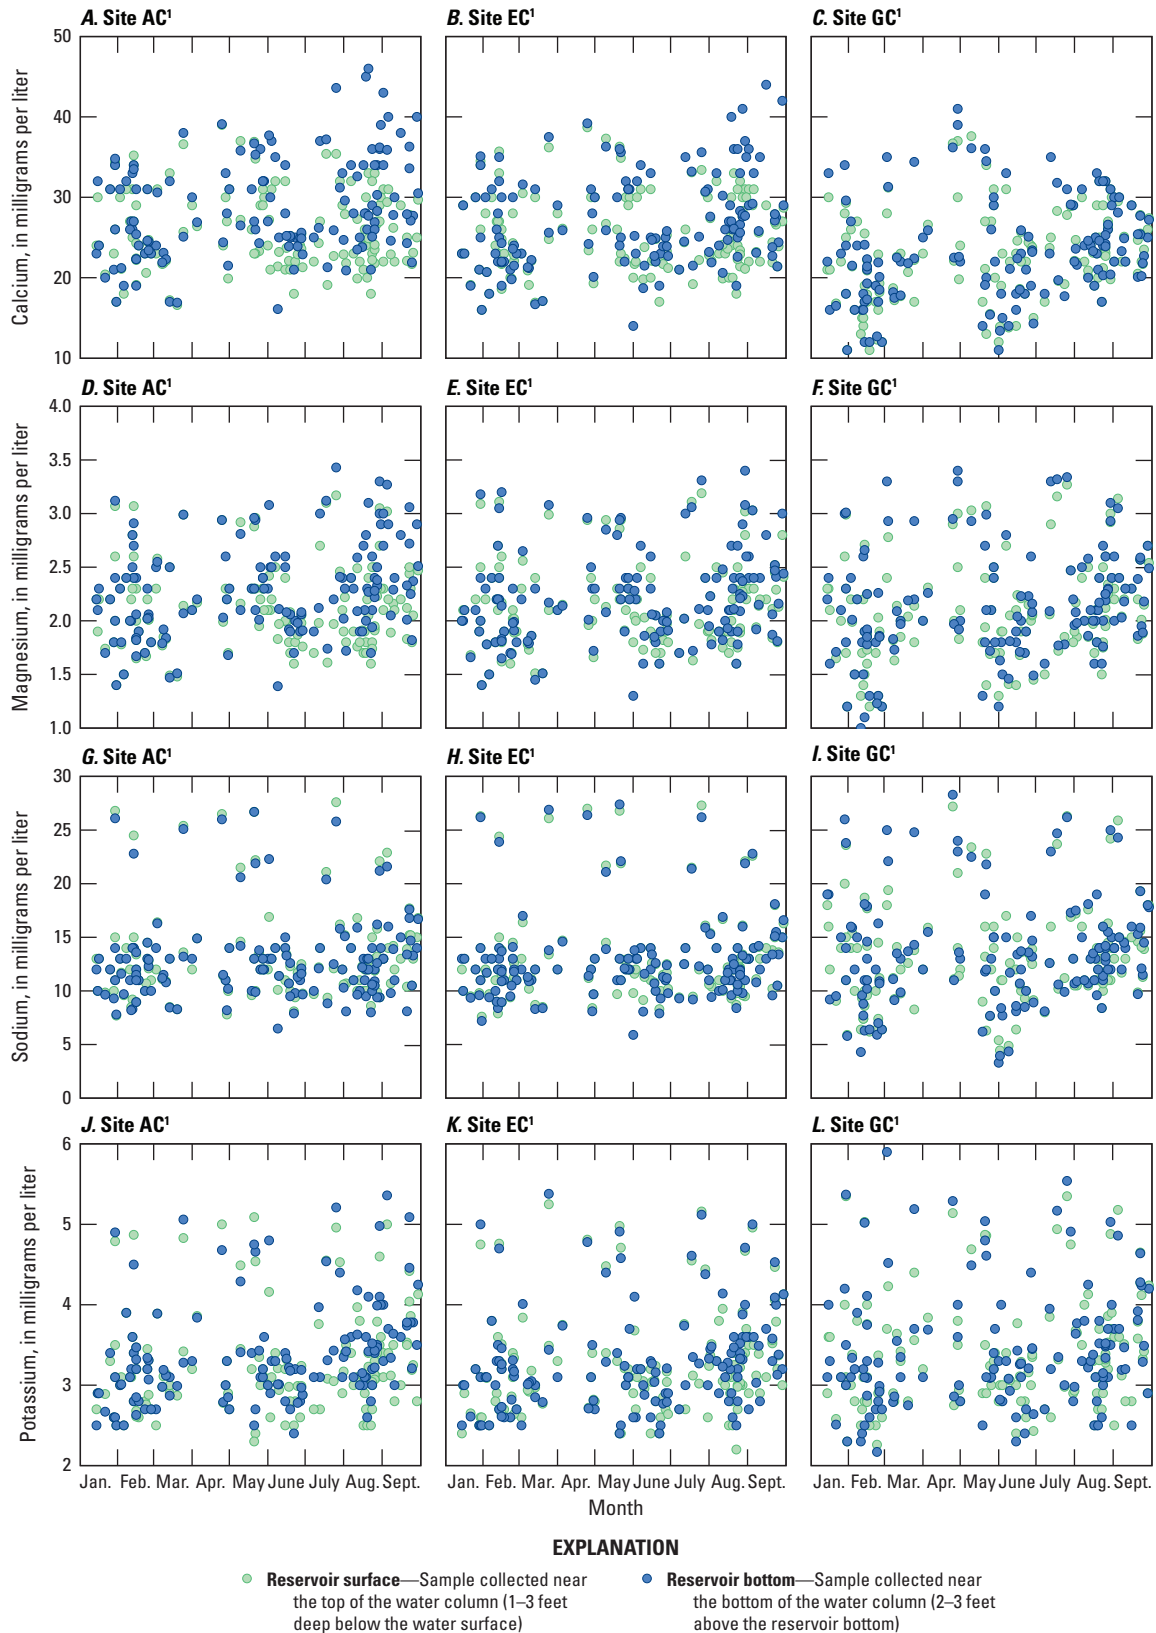 A. Site AC¹
B. Site EC¹
C. Site GC¹
50
40
30
20
10
Calcium, in milligrams per liter
D. Site AC¹
E. Site EC¹
F. Site GC¹
4.0
3.5
3.0
2.5
2.0
1.5
1.0
Magnesium, in milligrams per liter
G. Site AC¹
H. Site EC¹
I. Site GC¹
30
25
20
15
10
5
0
Sodium, in milligrams per liter
J. Site AC¹
K. Site EC¹
L. Site GC¹
6
5
4
3
2
Potassium, in milligrams per liter
Jan. Feb. Mar. Apr. May June July Aug. Sept.
Jan. Feb. Mar. Apr. May June July Aug. Sept.
Jan. Feb. Mar. Apr. May June July Aug. Sept.
Month
EXPLANATION
Reservoir surface—Sample collected near
the top of the water column (1–3 feet
deep below the water surface)
Reservoir bottom—Sample collected near
the bottom of the water column (2–3 feet
above the reservoir bottom)